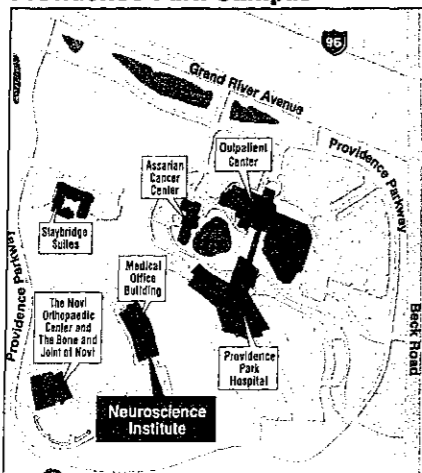 96
Grand River Avenue
Outpatient
Center
Providence Parkway
Assarian
Cancer
Center
Staybridge
Suites
Providence Parkway
Medical
Office
Building
The Novi
Orthopaedic
Center and
The Bone and
Joint of Novi
Providence
Park
Hospital
Beck Road
Neuroscience
Institute